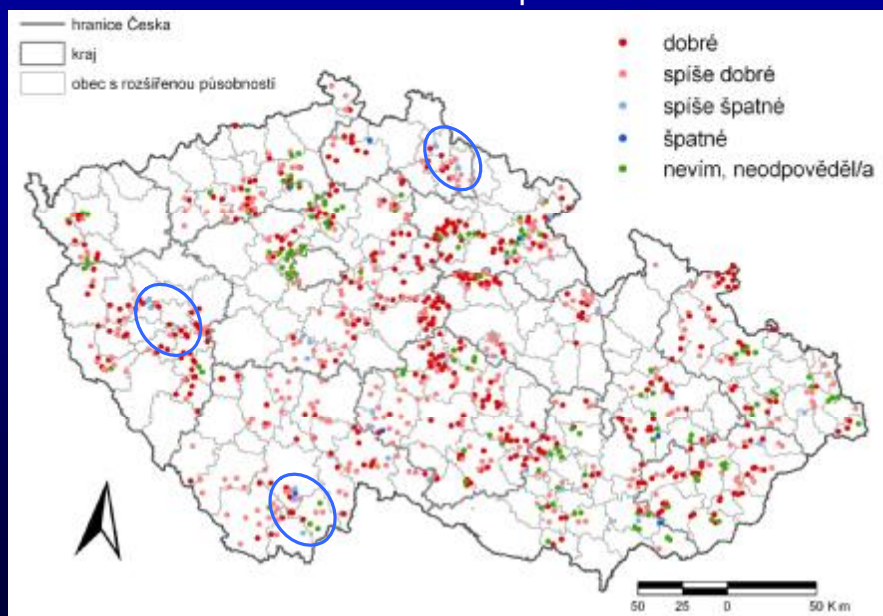 hranice Česka
kraj
obec s rozšířenou působností
dobré
spíše dobré
spíše špatné
špatné
nevím, neodpověděl/a
50 25 0 50 Km